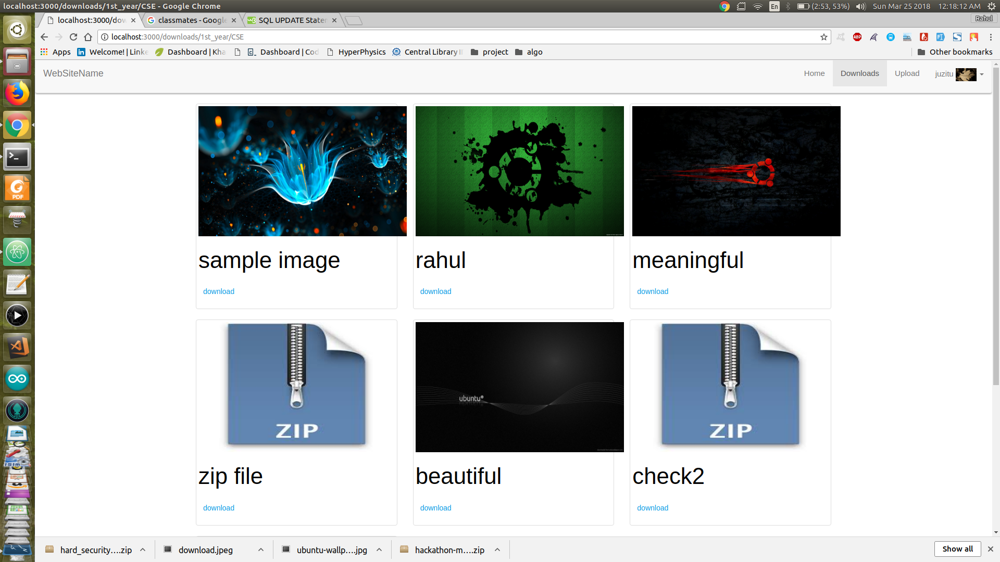 localhost:3000/downloads/1st_year/CSE - Google Chrome
En
(2:53, 53%)
Sun Mar 25 2018
12:18:12 AM
localhost:3000/dow
classmates - Google
SQL UPDATE Stater
Rahul
localhost:3000/downloads/1st_year/CSE
ABP
Apps
Welcome! | Linke
Dashboard | Kha
Dashboard | Cod
HyperPhysics
Central Library II
project
algo
Other bookmarks
WebSiteName
Home
Downloads
Upload
juzitu
sample image
rahul
meaningful
download
download
download
ZIP
ubuntu
ZIP
zip file
beautiful
check2
download
download
download
PDF
hard_security....zip
download.jpeg
ubuntu-wallp....jpg
hackathon-m....zip
Show all